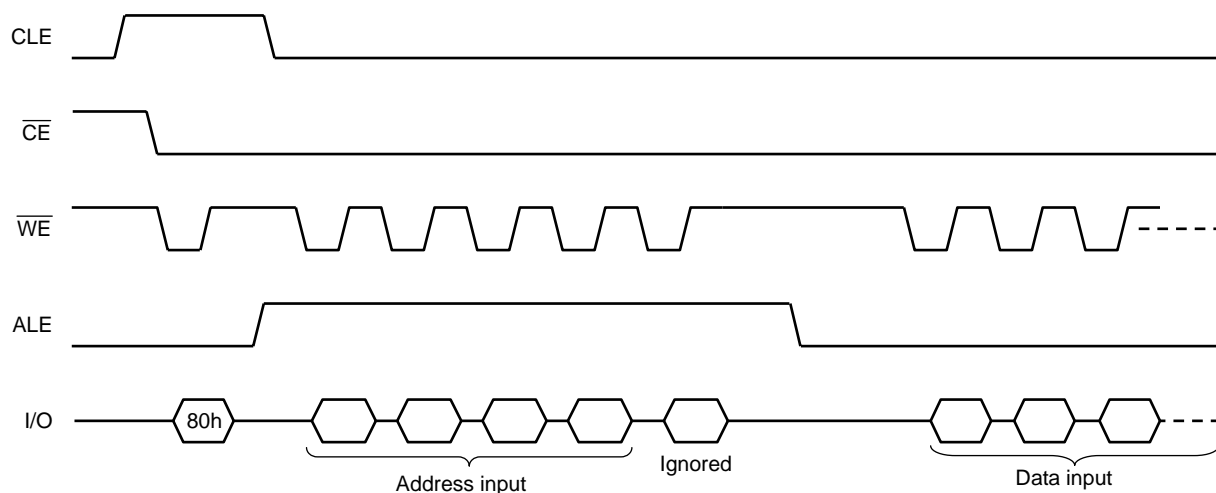 CLE
CE
WE
ALE
I/O
80h
Address input
Ignored
Data input